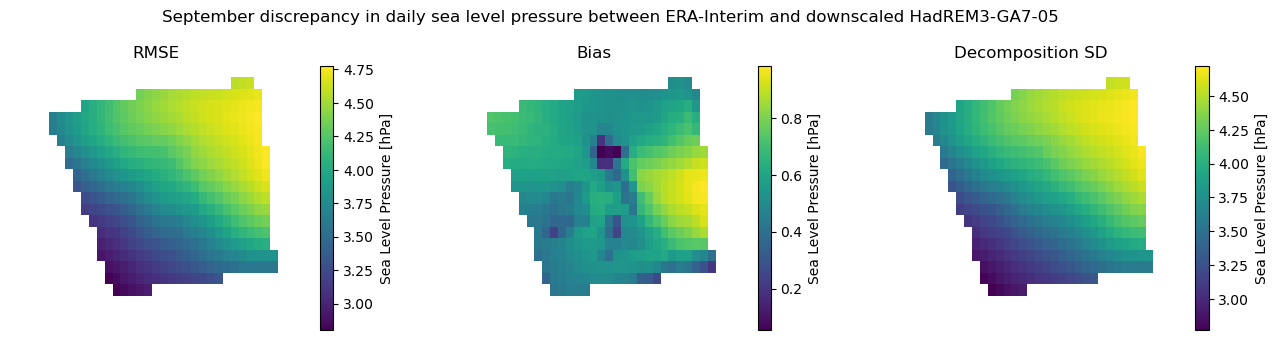 September discrepancy in daily sea level pressure between ERA-Interim and downscaled HadREM3-GA7-05
RMSE
4.75
4.50
4.25
4.00
3.75
3.50
3.25
3.00
Sea Level Pressure [hPa]
Bias
0.8
0.6
0.4
0.2
Sea Level Pressure [hPa]
Decomposition SD
4.50
4.25
4.00
3.75
3.50
3.25
3.00
Sea Level Pressure [hPa]